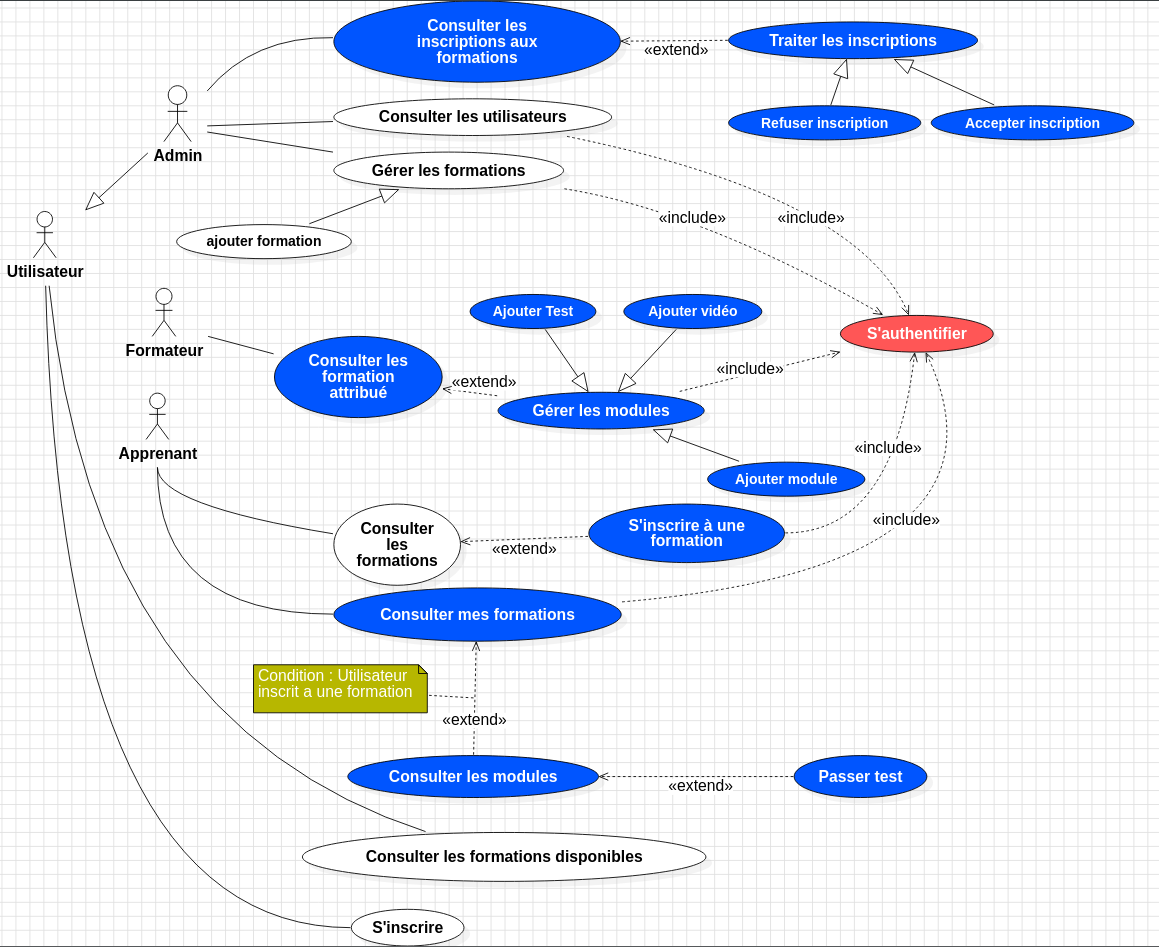 Consulter les
inscriptions aux
formations
«extend»
Traiter les inscriptions
Refuser inscription
Accepter inscription
Consulter les utilisateurs
Admin
Gérer les formations
«include»
«include»
ajouter formation
Utilisateur
Formateur
Ajouter Test
Ajouter vidéo
S'authentifier
Consulter les
formation
attribué
«extend»
«include»
Gérer les modules
Apprenant
«include»
Ajouter module
Consulter
les
formations
«extend»
S'inscrire à une
formation
«include»
Consulter mes formations
Condition : Utilisateur
inscrit a une formation
«extend»
Consulter les modules
«extend»
Passer test
Consulter les formations disponibles
S'inscrire